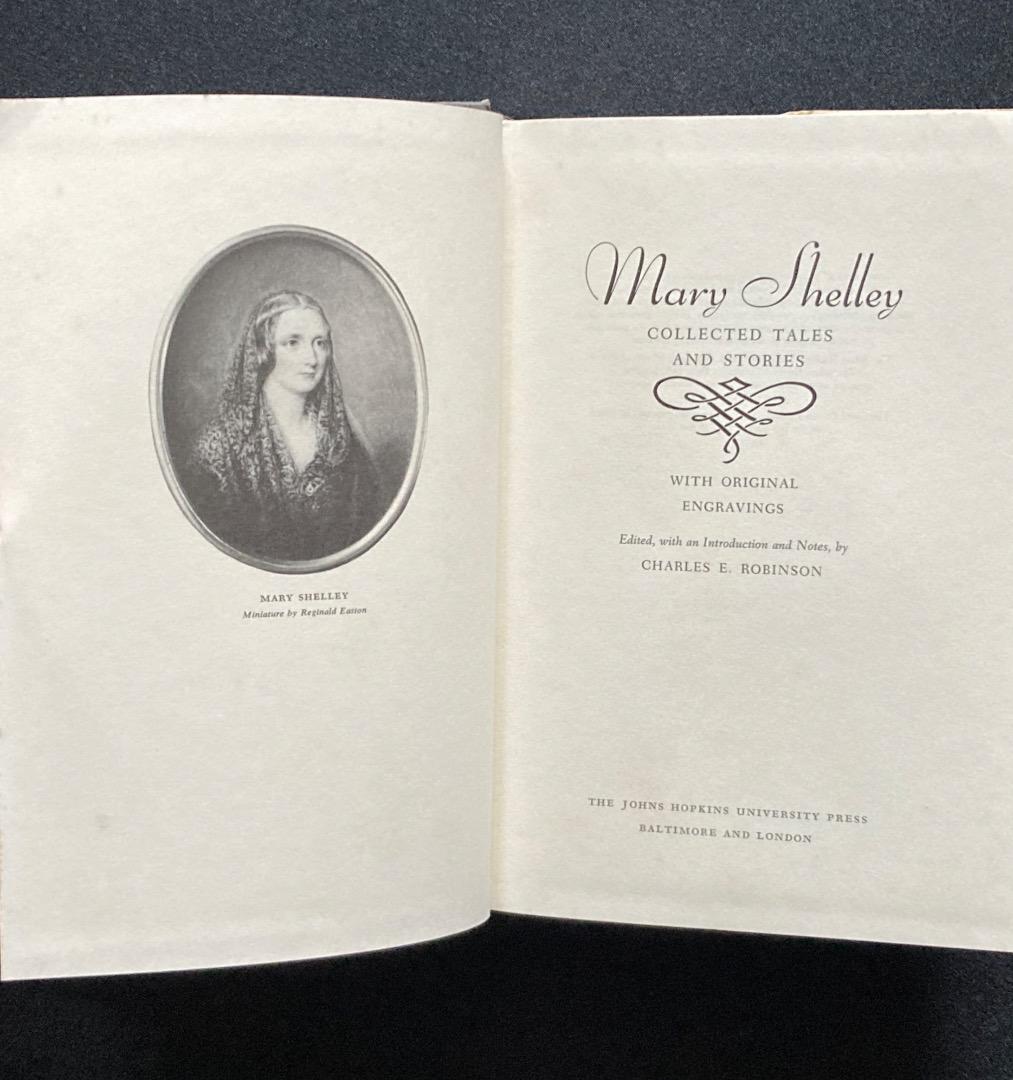 MARY SHELLEY
Miniature by Reginald Easton
Mary Shelley
COLLECTED TALES
AND STORIES
WITH ORIGINAL
ENGRAVINGS
Edited, with an Introduction and Notes, by
CHARLES E. ROBINSON
THE JOHNS HOPKINS UNIVERSITY PRESS
BALTIMORE AND LONDON